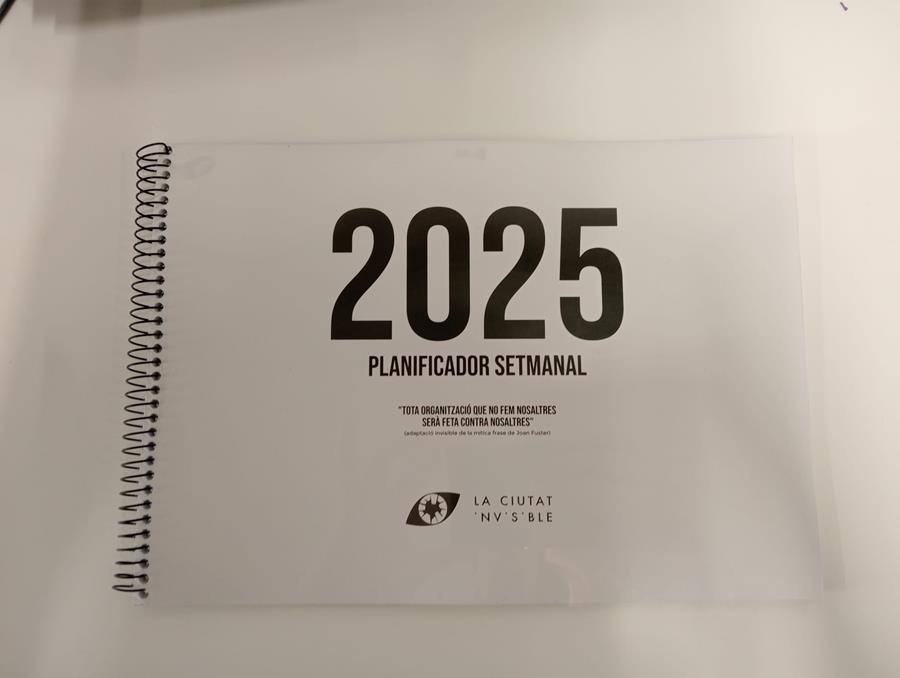 2025
PLANIFICADOR SETMANAL
"TOTA ORGANITZACIÓ QUE NO FEM NOSALTRES
SERÀ FETA CONTRA NOSALTRES"
(adaptació invisible de la mítica frase de Joan Fuster)
LA CIUTAT
'NV'S'BLE